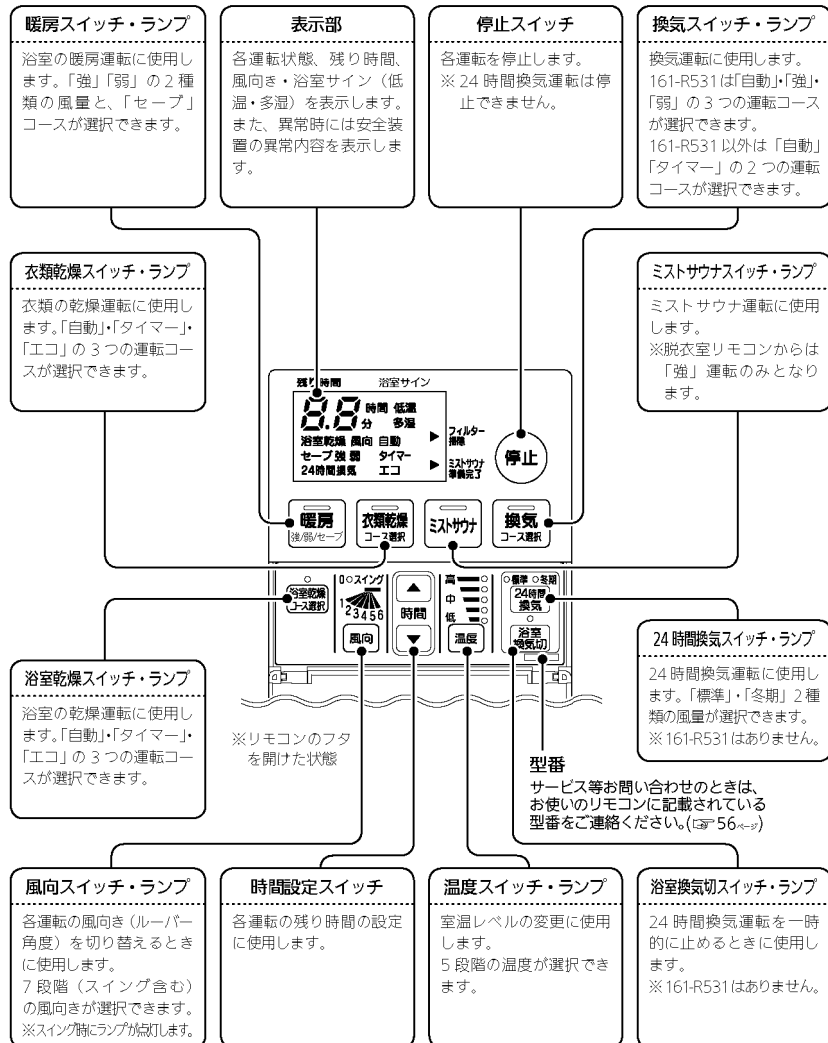 暖房スイッチ・ランプ
浴室の暖房運転に使用し
ます。「強」「弱」の2種
類の風量と、「セーブ」
コースが選択できます。
表示部
各運転状態、残り時間、
風向き・浴室サイン（低
温・多湿）を表示します。
また、異常時には安全装
置の異常内容を表示しま
す。
停止スイッチ
各運転を停止します。
※24時間換気運転は停
止できません。
換気スイッチ・ランプ
換気運転に使用します。
161-R531は「自動」・「強」・
「弱」の3つの運転コース
が選択できます。
161-R531以外は「自動」
「タイマー」の2つの運転
コースが選択できます。
衣類乾燥スイッチ・ランプ
衣類の乾燥運転に使用し
ます。「自動」・「タイマー」・
「エコ」の3つの運転コー
スが選択できます。
ミストサウナスイッチ・ランプ
ミストサウナ運転に使用
します。
※脱衣室リモコンからは
「強」運転のみとなり
ます。
残り時間 浴室サイン
8.8 時間 低温
分 多湿
浴室乾燥 風向 自動
セーブ 強 弱 タイマー
24時間換気 エコ
フィルター
掃除
ミストサウナ
準備完了
停止
暖房
強/弱/セーブ
衣類乾燥
コース選択
ミストサウナ
換気
コース選択
浴室乾燥
コース選択
0 スイング
1 2 3 4 5 6
風向
時間
高
中
低
温度
標準 冬期
24時間
換気
浴室
換気切
浴室乾燥スイッチ・ランプ
浴室の乾燥運転に使用し
ます。「自動」・「タイマー」・
「エコ」の3つの運転コー
スが選択できます。
※リモコンのフタ
を開けた状態
24時間換気スイッチ・ランプ
24時間換気運転に使用し
ます。「標準」・「冬期」2種
類の風量が選択できます。
※161-R531はありません。
型番
サービス等お問い合わせのときは、
お使いのリモコンに記載されている
型番をご連絡ください。(☞56ページ)
風向スイッチ・ランプ
各運転の風向き（ルーバー
角度）を切り替えるとき
に使用します。
7段階（スイング含む）
の風向きが選択できます。
※スイング時にランプが点灯します。
時間設定スイッチ
各運転の残り時間の設定
に使用します。
温度スイッチ・ランプ
室温レベルの変更に使用
します。
5段階の温度が選択でき
ます。
浴室換気切スイッチ・ランプ
24時間換気運転を一時
的に止めるときに使用し
ます。
※161-R531はありません。